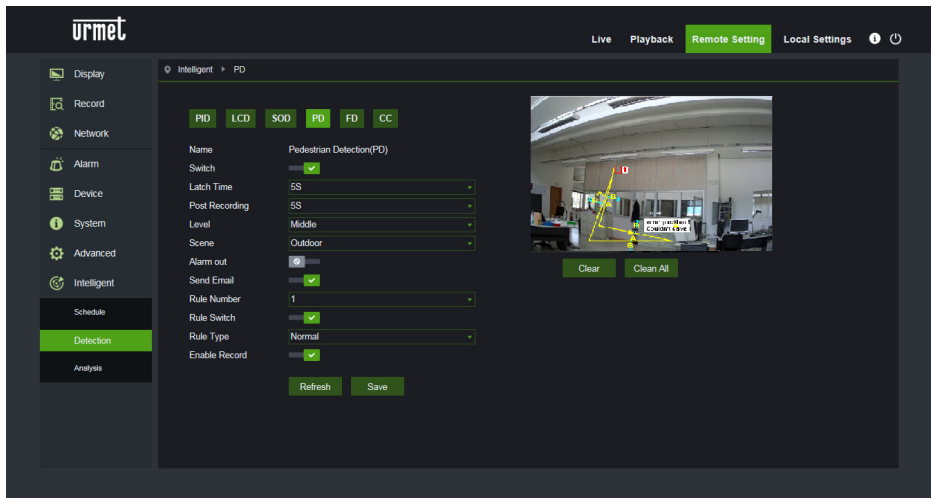 urmet
Live Playback Remote Setting Local Settings
Display
Record
Network
Alarm
Device
System
Advanced
Intelligent
Schedule
Detection
Analysis
Intelligent ▸ PD
PID LCD SOD PD FD CC
Name Pedestrian Detection(PD)
Switch
Latch Time 5S
Post Recording 5S
Level Middle
Scene Outdoor
Alarm out
Send Email
Rule Number 1
Rule Switch
Rule Type Normal
Enable Record
Refresh Save
1
A
B
A
B
A
B
Clear Clean All